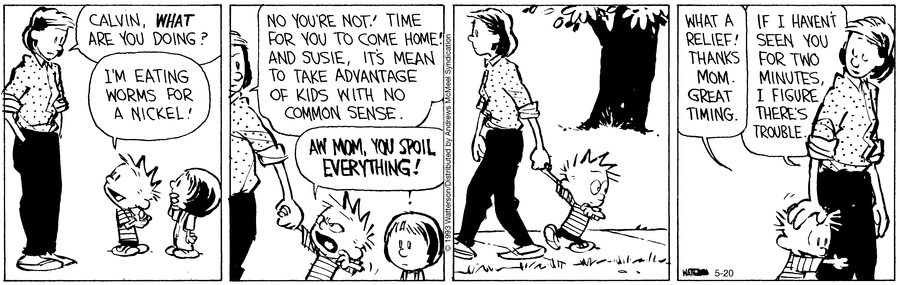 CALVIN, WHAT
ARE YOU DOING?
I'M EATING
WORMS FOR
A NICKEL!
NO YOU'RE NOT! TIME
FOR YOU TO COME HOME!
AND SUSIE, IT'S MEAN
TO TAKE ADVANTAGE
OF KIDS WITH NO
COMMON SENSE.
AW MOM, YOU SPOIL
EVERYTHING!
© 1993 Watterson/Distributed by Andrews McMeel Syndication
WHAT A
RELIEF!
THANKS
MOM.
GREAT
TIMING.
IF I HAVEN'T
SEEN YOU
FOR TWO
MINUTES,
I FIGURE
THERE'S
TROUBLE.
5-20